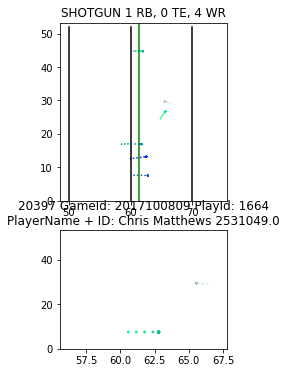 SHOTGUN 1 RB, 0 TE, 4 WR
50
40
30
20
10
0
50 60 70
20397 GameId: 2017100809 PlayId: 1664
PlayerName + ID: Chris Matthews 2531049.0
40
20
0
57.5 60.0 62.5 65.0 67.5